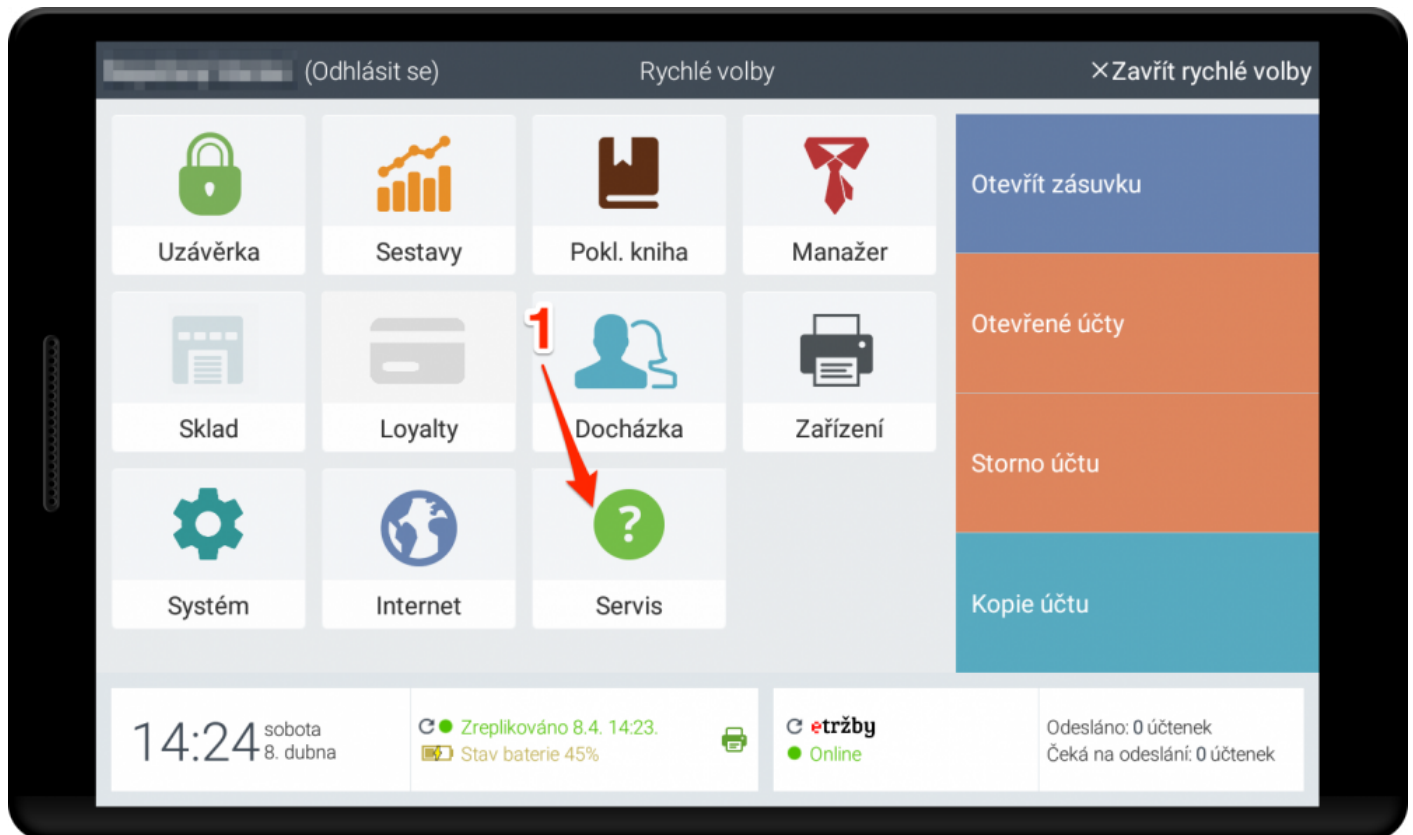 (Odhlásit se) Rychlé volby ×Zavřít rychlé volby
Uzávěrka Sestavy Pokl. kniha Manažer
Otevřít zásuvku
Otevřené účty
1
Sklad Loyalty Docházka Zařízení
Storno účtu
?
Systém Internet Servis
Kopie účtu
14:24 sobota
8. dubna
Zreplikováno 8.4. 14:23.
Stav baterie 45%
etržby
Online
Odesláno: 0 účtenek
Čeká na odeslání: 0 účtenek